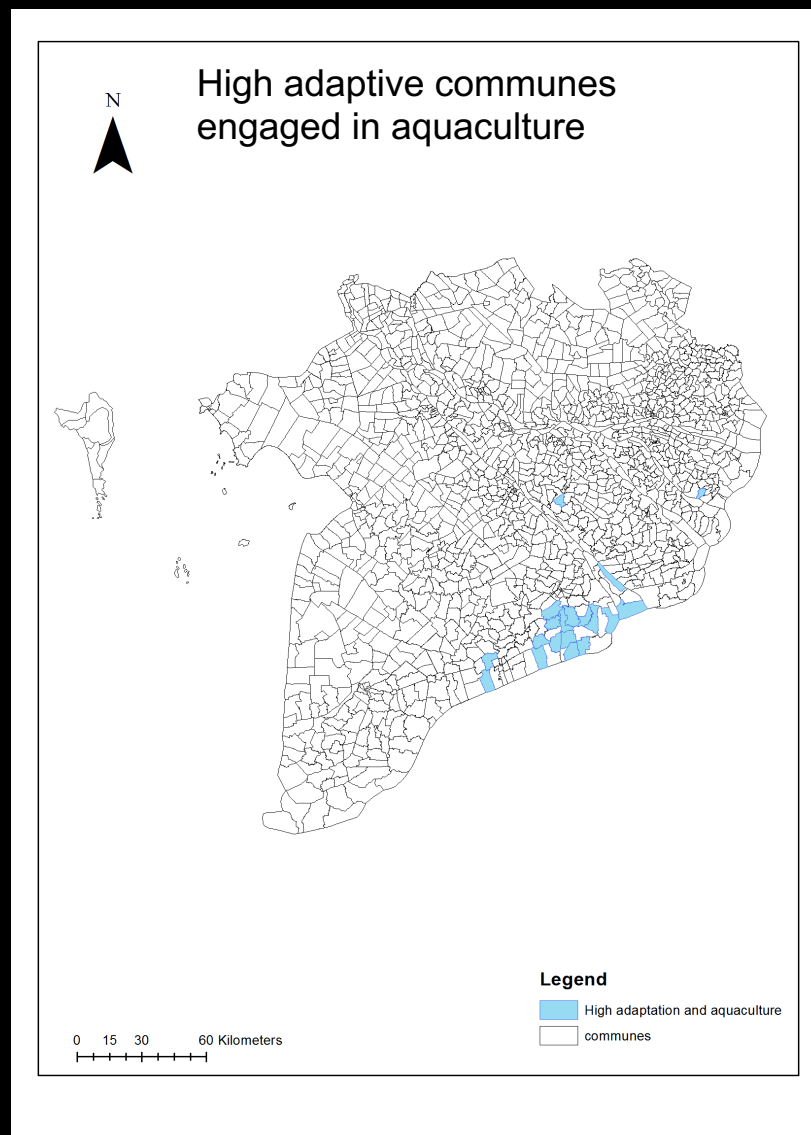 High adaptive communes
engaged in aquaculture
N
Legend
High adaptation and aquaculture
communes
0 15 30 60 Kilometers